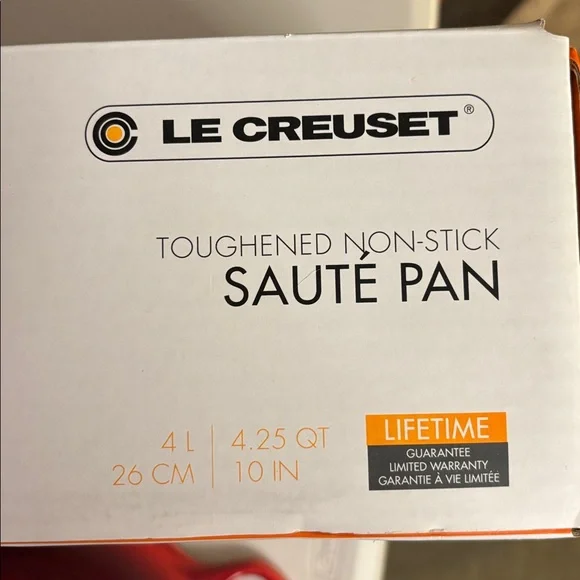 LE CREUSET®
TOUGHENED NON-STICK
SAUTÉ PAN
4 L | 4.25 QT
26 CM | 10 IN
LIFETIME
GUARANTEE
LIMITED WARRANTY
GARANTIE À VIE LIMITÉE